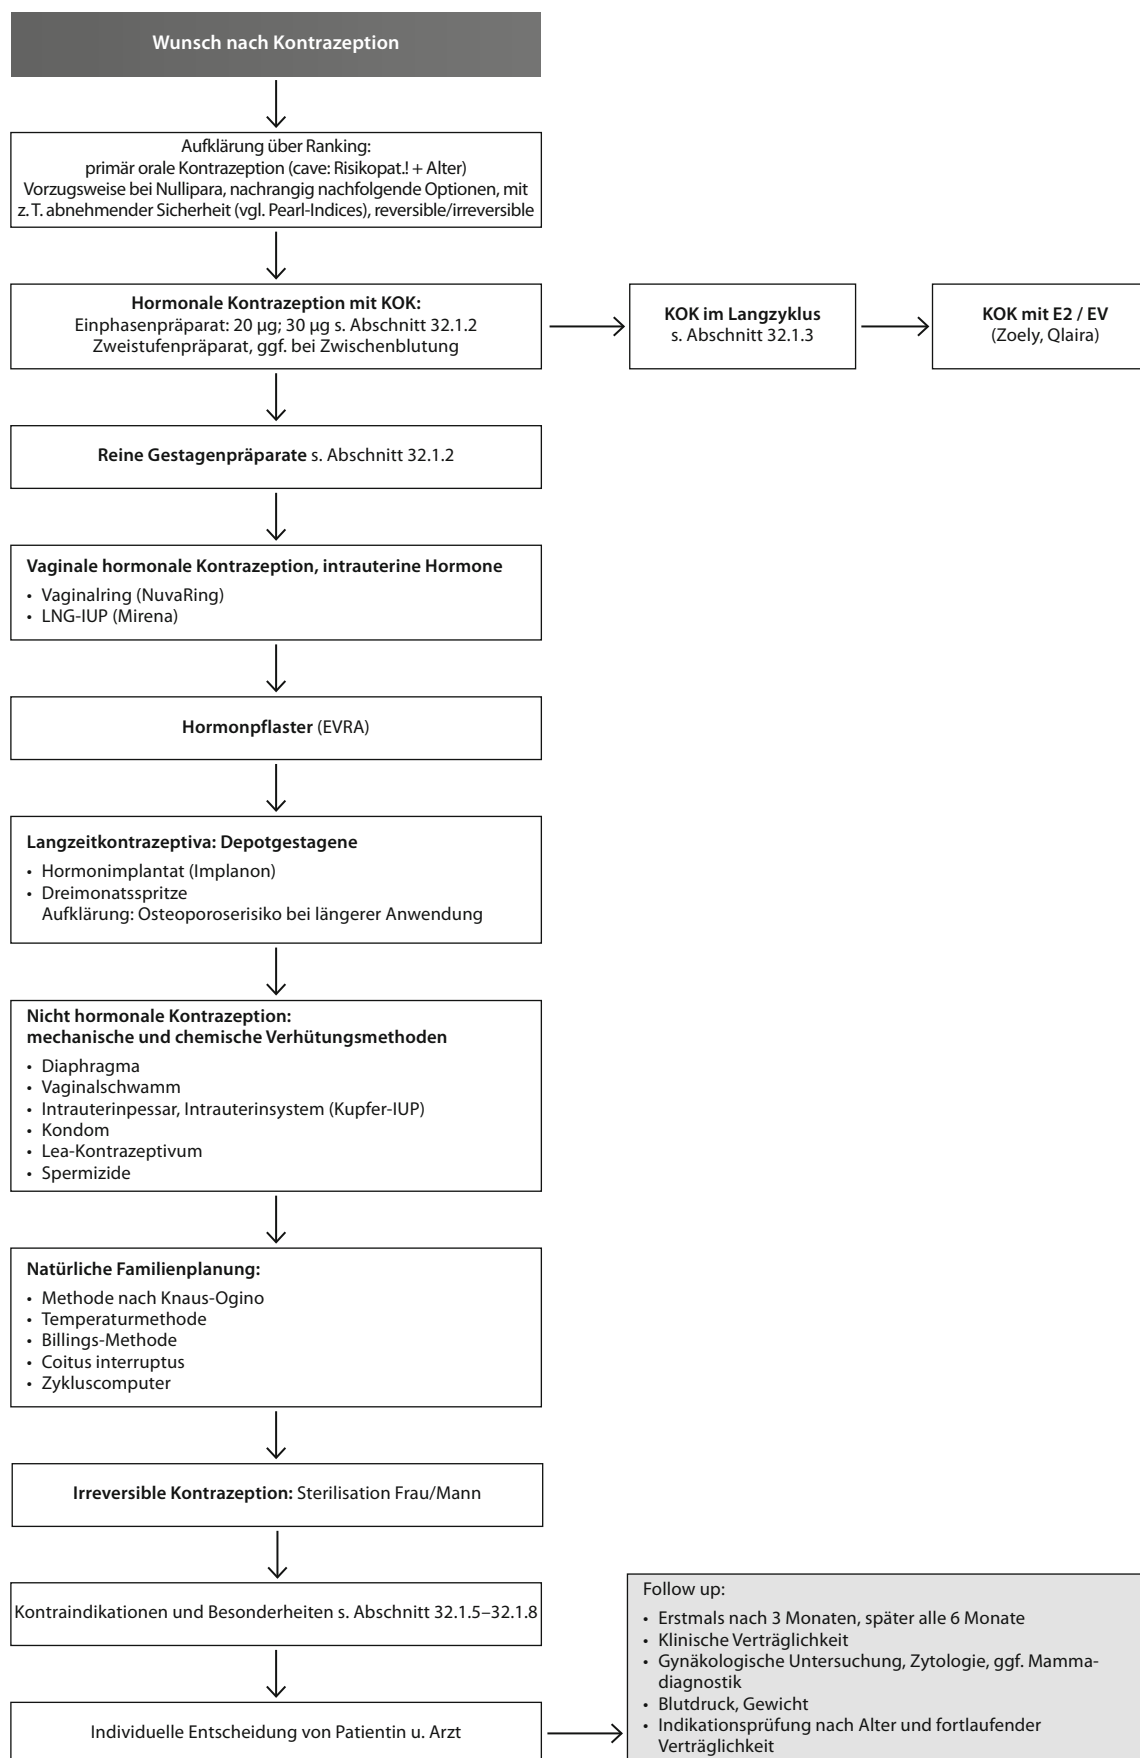 Wunsch nach Kontrazeption
Aufklärung über Ranking:
primär orale Kontrazeption (cave: Risikopat.! + Alter)
Vorzugsweise bei Nullipara, nachrangig nachfolgende Optionen, mit
z. T. abnehmender Sicherheit (vgl. Pearl-Indices), reversible/irreversible
Hormonale Kontrazeption mit KOK:
Einphasenpräparat: 20 µg; 30 µg s. Abschnitt 32.1.2
Zweistufenpräparat, ggf. bei Zwischenblutung
KOK im Langzyklus
s. Abschnitt 32.1.3
KOK mit E2 / EV
(Zoely, Qlaira)
Reine Gestagenpräparate s. Abschnitt 32.1.2
Vaginale hormonale Kontrazeption, intrauterine Hormone
• Vaginalring (NuvaRing)
• LNG-IUP (Mirena)
Hormonpflaster (EVRA)
Langzeitkontrazeptiva: Depotgestagene
• Hormonimplantat (Implanon)
• Dreimonatsspritze
Aufklärung: Osteoporoserisiko bei längerer Anwendung
Nicht hormonale Kontrazeption:
mechanische und chemische Verhütungsmethoden
• Diaphragma
• Vaginalschwamm
• Intrauterinpessar, Intrauterinsystem (Kupfer-IUP)
• Kondom
• Lea-Kontrazeptivum
• Spermizide
Natürliche Familienplanung:
• Methode nach Knaus-Ogino
• Temperaturmethode
• Billings-Methode
• Coitus interruptus
• Zykluscomputer
Irreversible Kontrazeption: Sterilisation Frau/Mann
Kontraindikationen und Besonderheiten s. Abschnitt 32.1.5–32.1.8
Individuelle Entscheidung von Patientin u. Arzt
Follow up:
• Erstmals nach 3 Monaten, später alle 6 Monate
• Klinische Verträglichkeit
• Gynäkologische Untersuchung, Zytologie, ggf. Mamma-
diagnostik
• Blutdruck, Gewicht
• Indikationsprüfung nach Alter und fortlaufender
Verträglichkeit